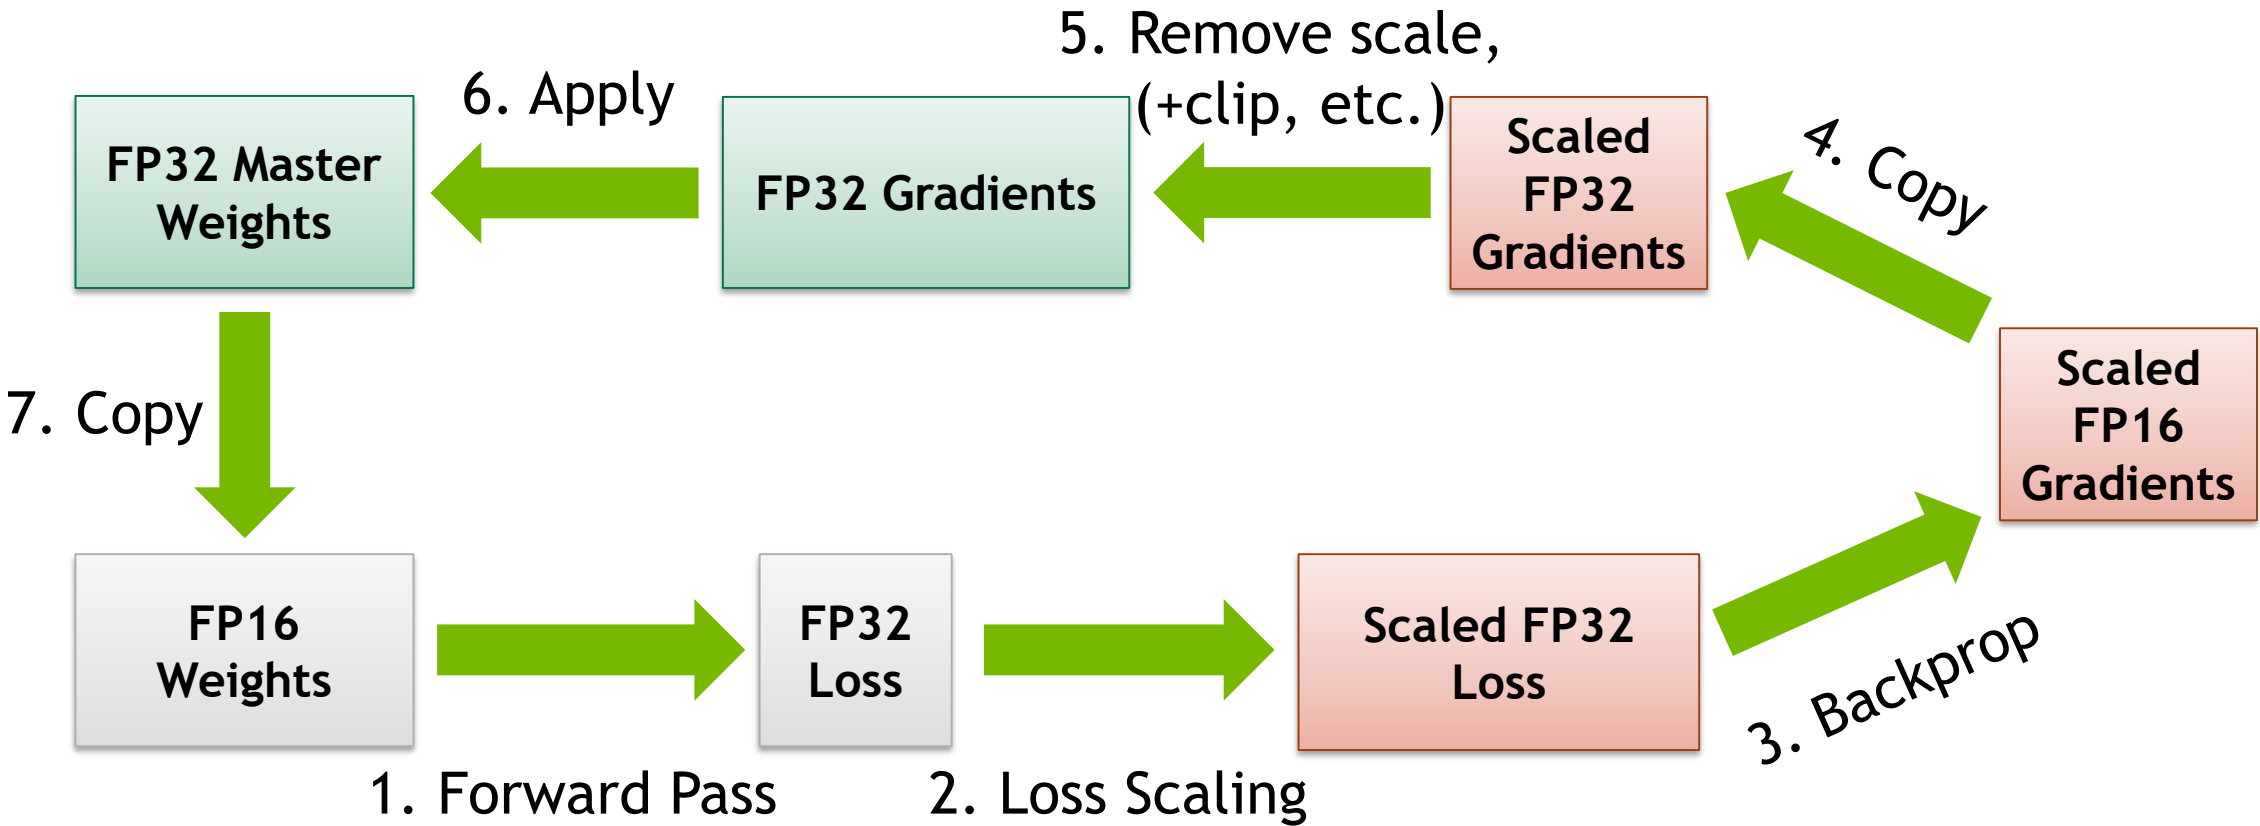 5. Remove scale,
(+clip, etc.)
6. Apply
FP32 Master
Weights
FP32 Gradients
Scaled
FP32
Gradients
4. Copy
Scaled
FP16
Gradients
7. Copy
FP16
Weights
FP32
Loss
Scaled FP32
Loss
3. Backprop
1. Forward Pass
2. Loss Scaling